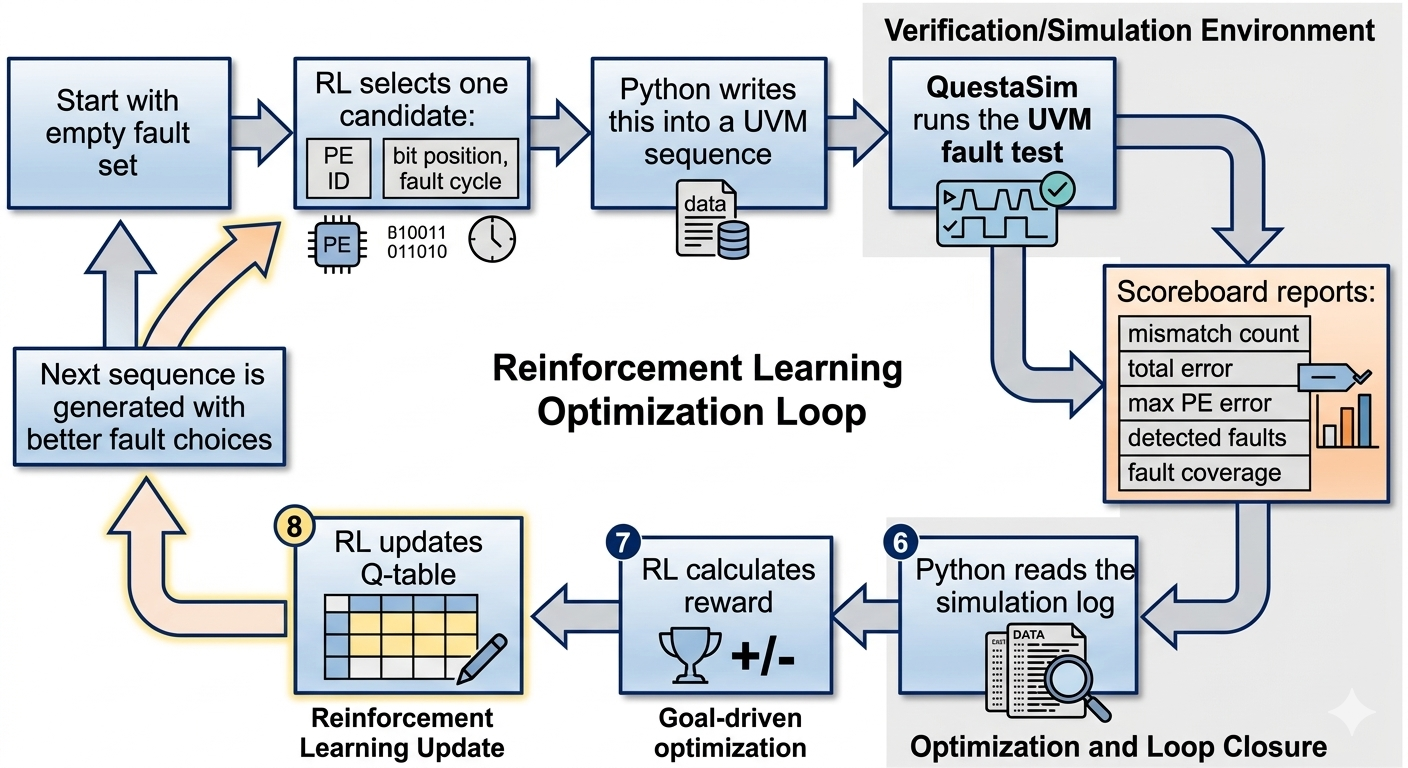 Verification/Simulation Environment
Start with
empty fault
set
RL selects one
candidate:
PE
ID
bit position,
fault cycle
PE
B10011
011010
Python writes
this into a UVM
sequence
data
QuestaSim
runs the UVM
fault test
Scoreboard reports:
mismatch count
total error
max PE error
detected faults
fault coverage
Reinforcement Learning
Optimization Loop
Next sequence is
generated with
better fault choices
8
RL updates
Q-table
Reinforcement
Learning Update
7
RL calculates
reward
+/-
Goal-driven
optimization
6
Python reads the
simulation log
DATA
Optimization and Loop Closure